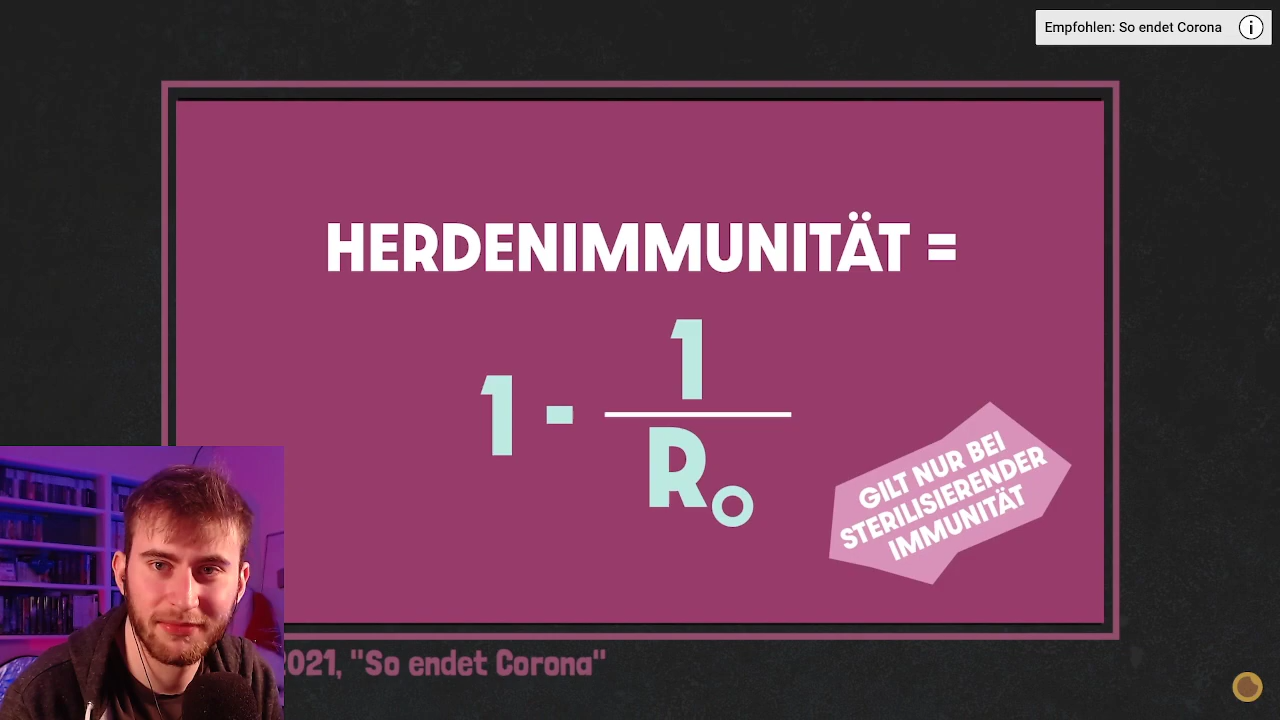 Empfohlen: So endet Corona
HERDENIMMUNITÄT =
1 - 1
R₀
GILT NUR BEI
STERILISIERENDER
IMMUNITÄT
2021, "So endet Corona"